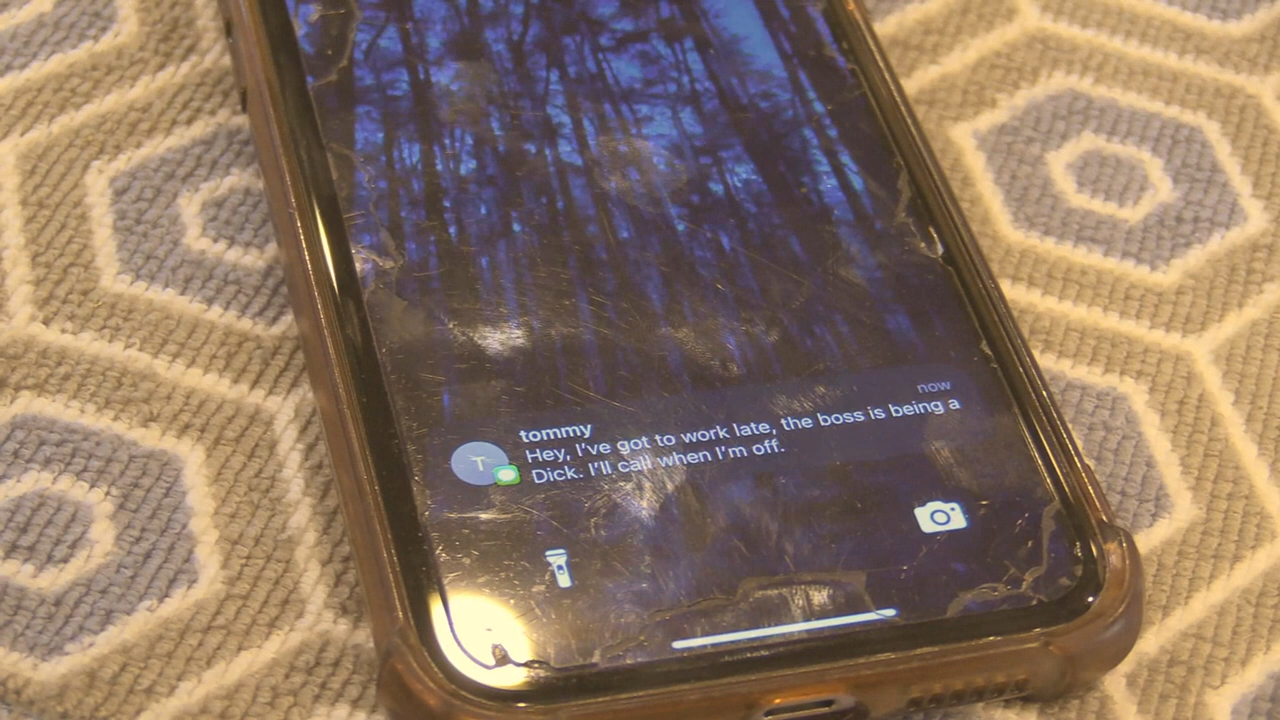 now
tommy
Hey, I've got to work late, the boss is being a
Dick. I'll call when I'm off.
T